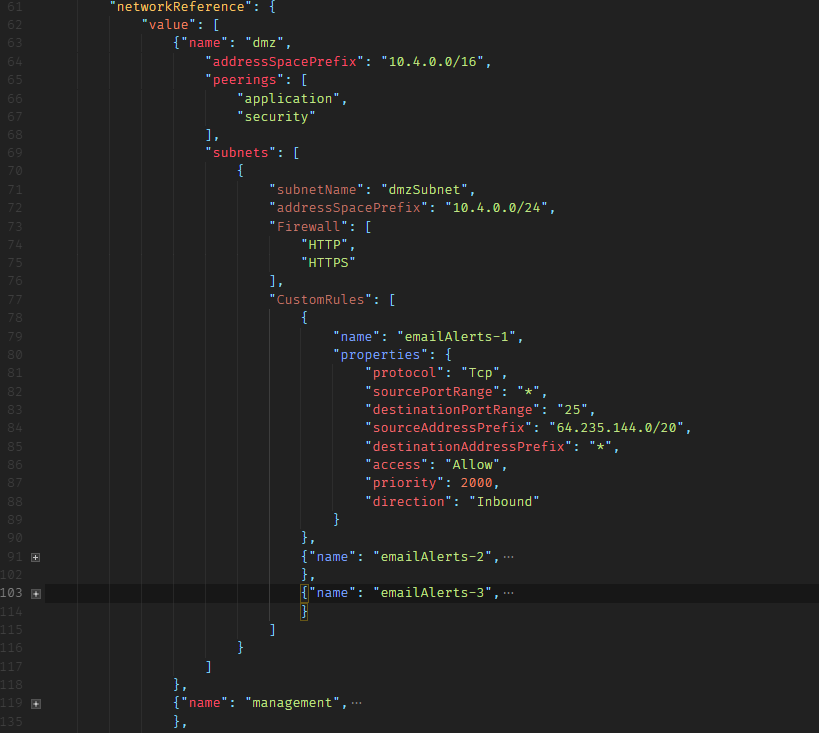 61 "networkReference": {
62 "value": [
63 {"name": "dmz",
64 "addressSpacePrefix": "10.4.0.0/16",
65 "peerings": [
66 "application",
67 "security"
68 ],
69 "subnets": [
70 {
71 "subnetName": "dmzSubnet",
72 "addressSpacePrefix": "10.4.0.0/24",
73 "Firewall": [
74 "HTTP",
75 "HTTPS"
76 ],
77 "CustomRules": [
78 {
79 "name": "emailAlerts-1",
80 "properties": {
81 "protocol": "Tcp",
82 "sourcePortRange": "*",
83 "destinationPortRange": "25",
84 "sourceAddressPrefix": "64.235.144.0/20",
85 "destinationAddressPrefix": "*",
86 "access": "Allow",
87 "priority": 2000,
88 "direction": "Inbound"
89 }
90 },
91 {"name": "emailAlerts-2",⋯
102 },
103 {"name": "emailAlerts-3",⋯
114 }
115 ]
116 }
117 ]
118 },
119 {"name": "management",⋯
135 },